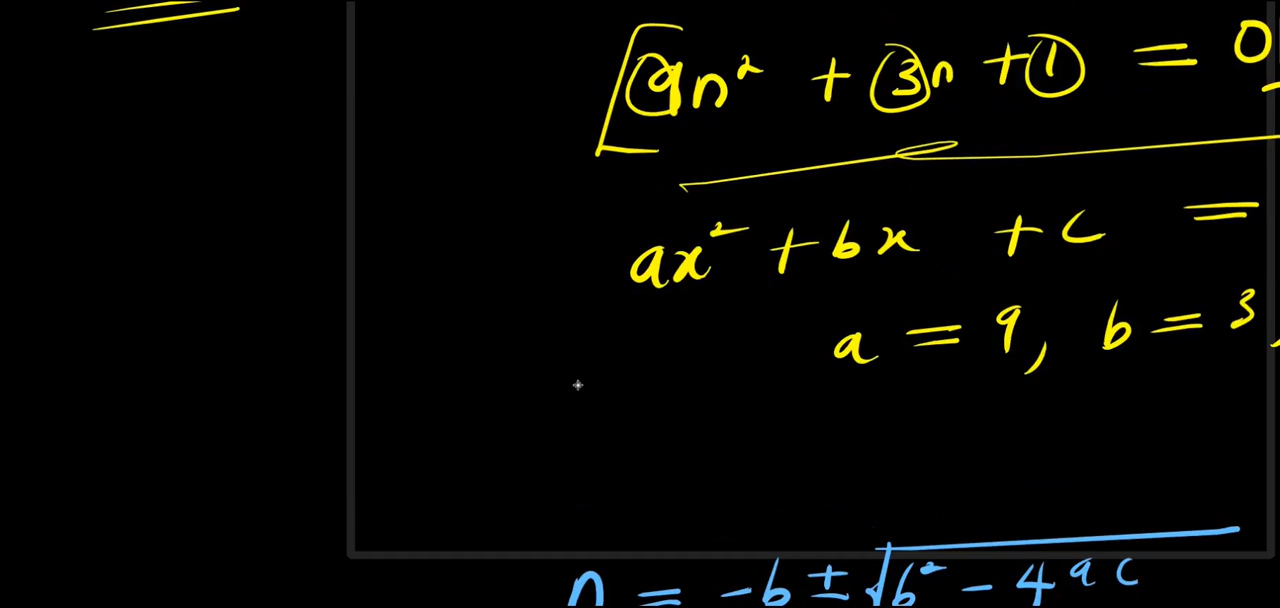 9n² + 3n + 1 = 0
ax² + bx + c =
a = 9, b = 3,
n = -b ± √b² - 4ac